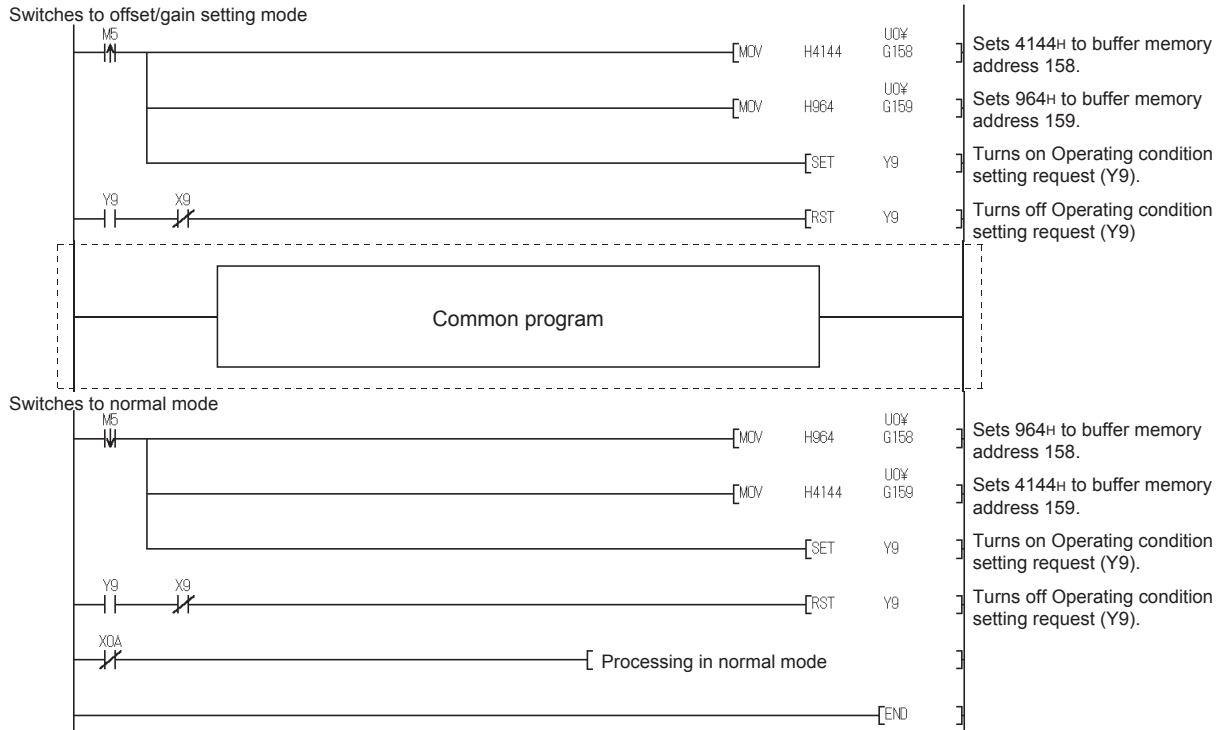 Switches to offset/gain setting mode
M5
MOV H4144 U0¥
G158
Sets 4144H to buffer memory
address 158.
MOV H964 U0¥
G159
Sets 964H to buffer memory
address 159.
SET Y9
Turns on Operating condition
setting request (Y9).
Y9 X9
RST Y9
Turns off Operating condition
setting request (Y9)
Common program
Switches to normal mode
M5
MOV H964 U0¥
G158
Sets 964H to buffer memory
address 158.
MOV H4144 U0¥
G159
Sets 4144H to buffer memory
address 159.
SET Y9
Turns on Operating condition
setting request (Y9).
Y9 X9
RST Y9
Turns off Operating condition
setting request (Y9).
X0A
Processing in normal mode
END